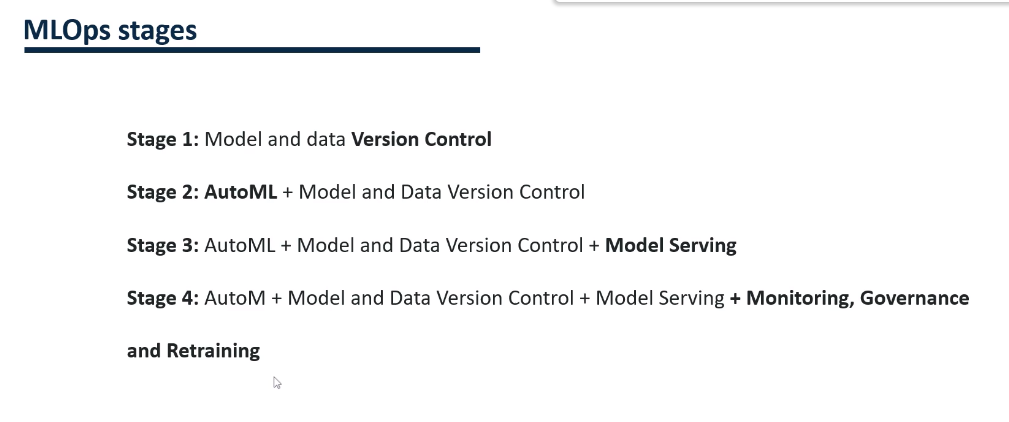 MLOps stages
Stage 1: Model and data Version Control
Stage 2: AutoML + Model and Data Version Control
Stage 3: AutoML + Model and Data Version Control + Model Serving
Stage 4: AutoM + Model and Data Version Control + Model Serving + Monitoring, Governance
and Retraining